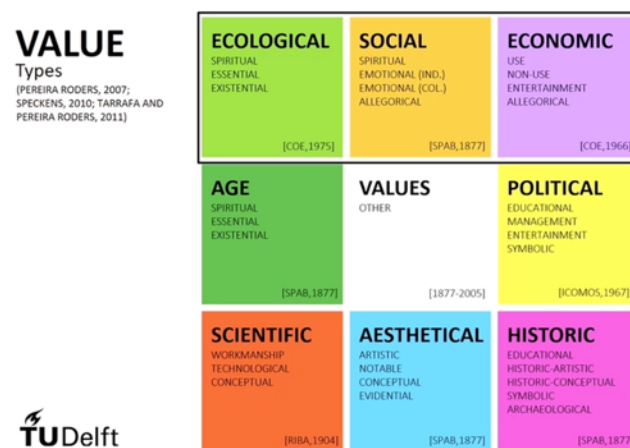 VALUE
Types
(PEREIRA RODERS, 2007;
SPECKENS, 2010; TARRAFA AND
PEREIRA RODERS, 2011)
ECOLOGICAL
SPIRITUAL
ESSENTIAL
EXISTENTIAL
[COE,1975]
SOCIAL
SPIRITUAL
EMOTIONAL (IND.)
EMOTIONAL (COL.)
ALLEGORICAL
[SPAB,1877]
ECONOMIC
USE
NON-USE
ENTERTAINMENT
ALLEGORICAL
[COE,1966]
AGE
SPIRITUAL
ESSENTIAL
EXISTENTIAL
[SPAB,1877]
VALUES
OTHER
[1877-2005]
POLITICAL
EDUCATIONAL
MANAGEMENT
ENTERTAINMENT
SYMBOLIC
[ICOMOS,1967]
SCIENTIFIC
WORKMANSHIP
TECHNOLOGICAL
CONCEPTUAL
[RIBA,1904]
AESTHETICAL
ARTISTIC
NOTABLE
CONCEPTUAL
EVIDENTIAL
[SPAB,1877]
HISTORIC
EDUCATIONAL
HISTORIC-ARTISTIC
HISTORIC-CONCEPTUAL
SYMBOLIC
ARCHAEOLOGICAL
[SPAB,1877
TUDelft